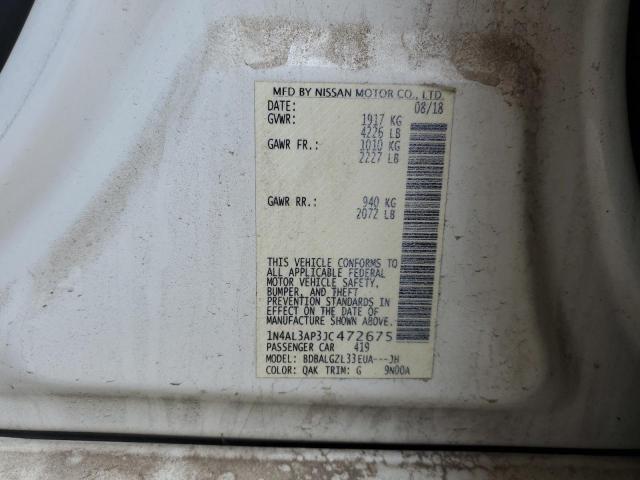 MFD BY NISSAN MOTOR CO., LTD.
DATE: 08/18
GVWR: 1917 KG
4226 LB
GAWR FR.: 1010 KG
2227 LB
GAWR RR.: 940 KG
2072 LB
THIS VEHICLE CONFORMS TO
ALL APPLICABLE FEDERAL
MOTOR VEHICLE SAFETY,
BUMPER, AND THEFT
PREVENTION STANDARDS IN
EFFECT ON THE DATE OF
MANUFACTURE SHOWN ABOVE.
1N4AL3AP3JC472675
PASSENGER CAR 419
MODEL: BDBALGZL33EUA---JH
COLOR: QAK TRIM: G 9N00A